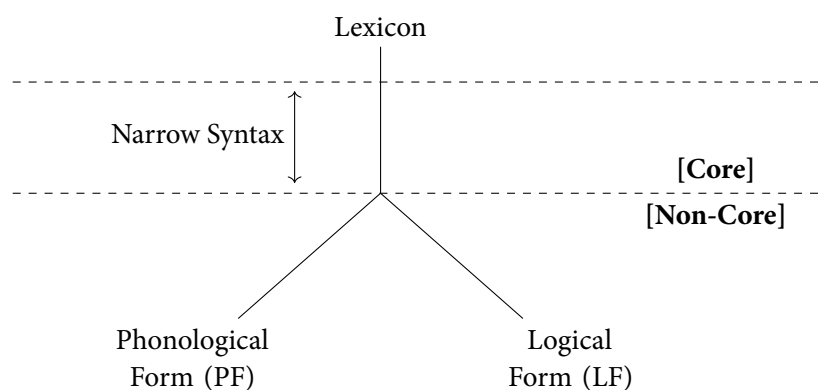 Lexicon
Narrow Syntax
[Core]
[Non-Core]
Phonological
Form (PF)
Logical
Form (LF)